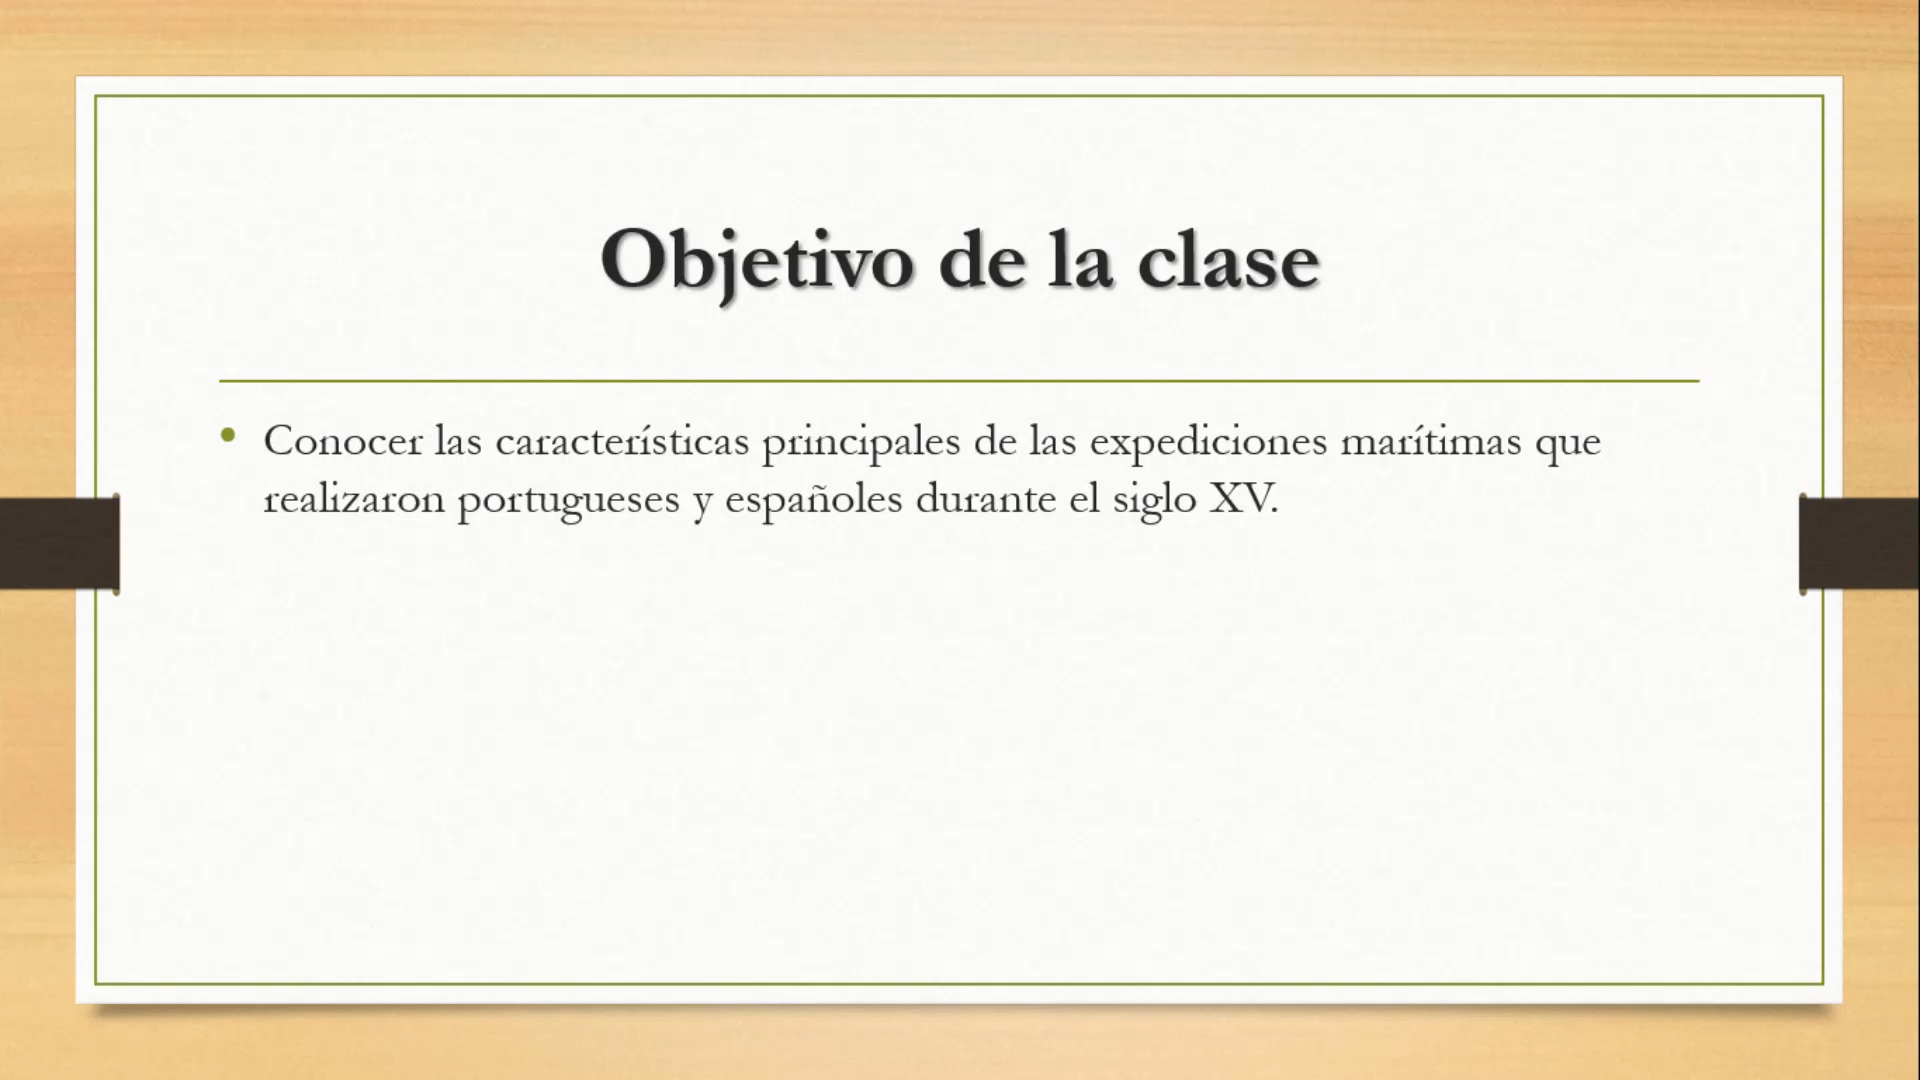 Objetivo de la clase
• Conocer las características principales de las expediciones marítimas que
realizaron portugueses y españoles durante el siglo XV.